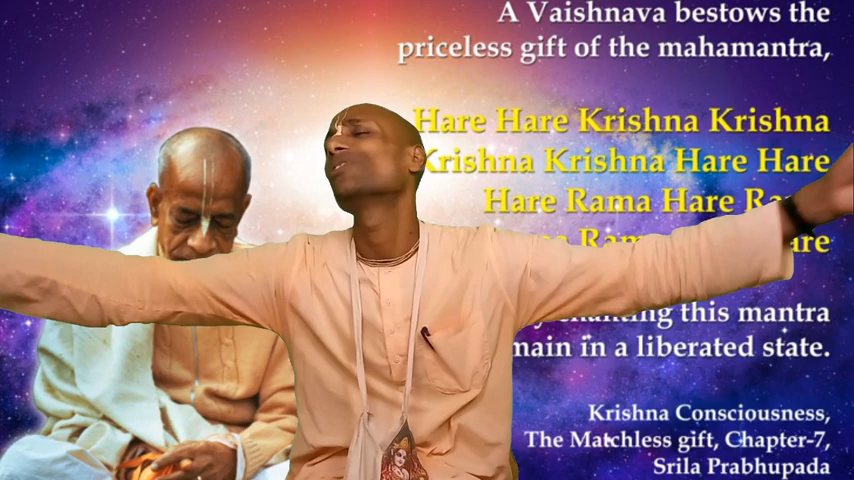 A Vaishnava bestows the
priceless gift of the mahamantra,
Hare Hare Krishna Krishna
Krishna Krishna Hare Hare
Hare Rama Hare
chanting this mantra
in a liberated state.
Krishna Consciousness,
The Matchless gift, Chapter-7,
Srila Prabhupada